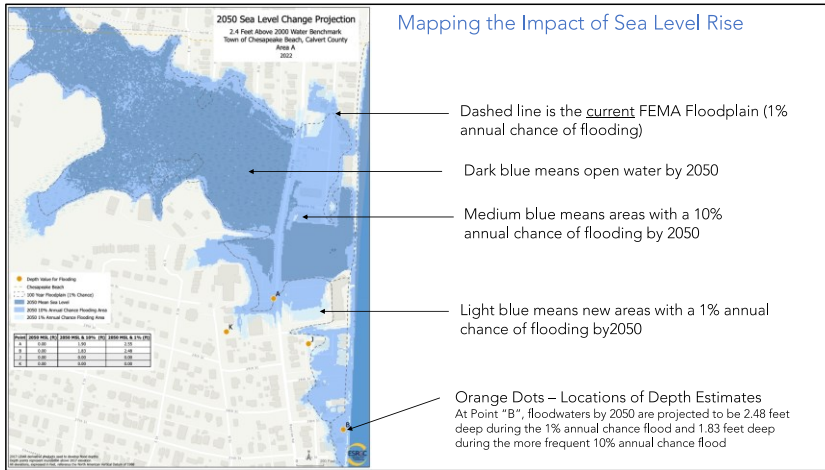 Mapping the Impact of Sea Level Rise
2050 Sea Level Change Projection
2.4 Feet Above 2000 Water Benchmark
Town of Chesapeake Beach, Calvert County
Area A
2022
Dashed line is the current FEMA Floodplain (1%
annual chance of flooding)
Dark blue means open water by 2050
Medium blue means areas with a 10%
annual chance of flooding by 2050
Light blue means new areas with a 1% annual
chance of flooding by2050
Orange Dots – Locations of Depth Estimates
At Point "B", floodwaters by 2050 are projected to be 2.48 feet
deep during the 1% annual chance flood and 1.83 feet deep
during the more frequent 10% annual chance flood
A
K
J
B
Depth Value for Flooding
Chesapeake Beach
100 Year Floodplain (1% Chance)
2050 Mean Sea Level
2050 10% Annual Chance Flooding Area
2050 1% Annual Chance Flooding Area
Point 2050 MSL (ft) 2050 MSL & 10% (ft) 2050 MSL & 1% (ft)
A 0.00 1.90 2.55
B 0.00 1.83 2.48
J 0.00 0.00 0.00
K 0.00 0.00 0.00